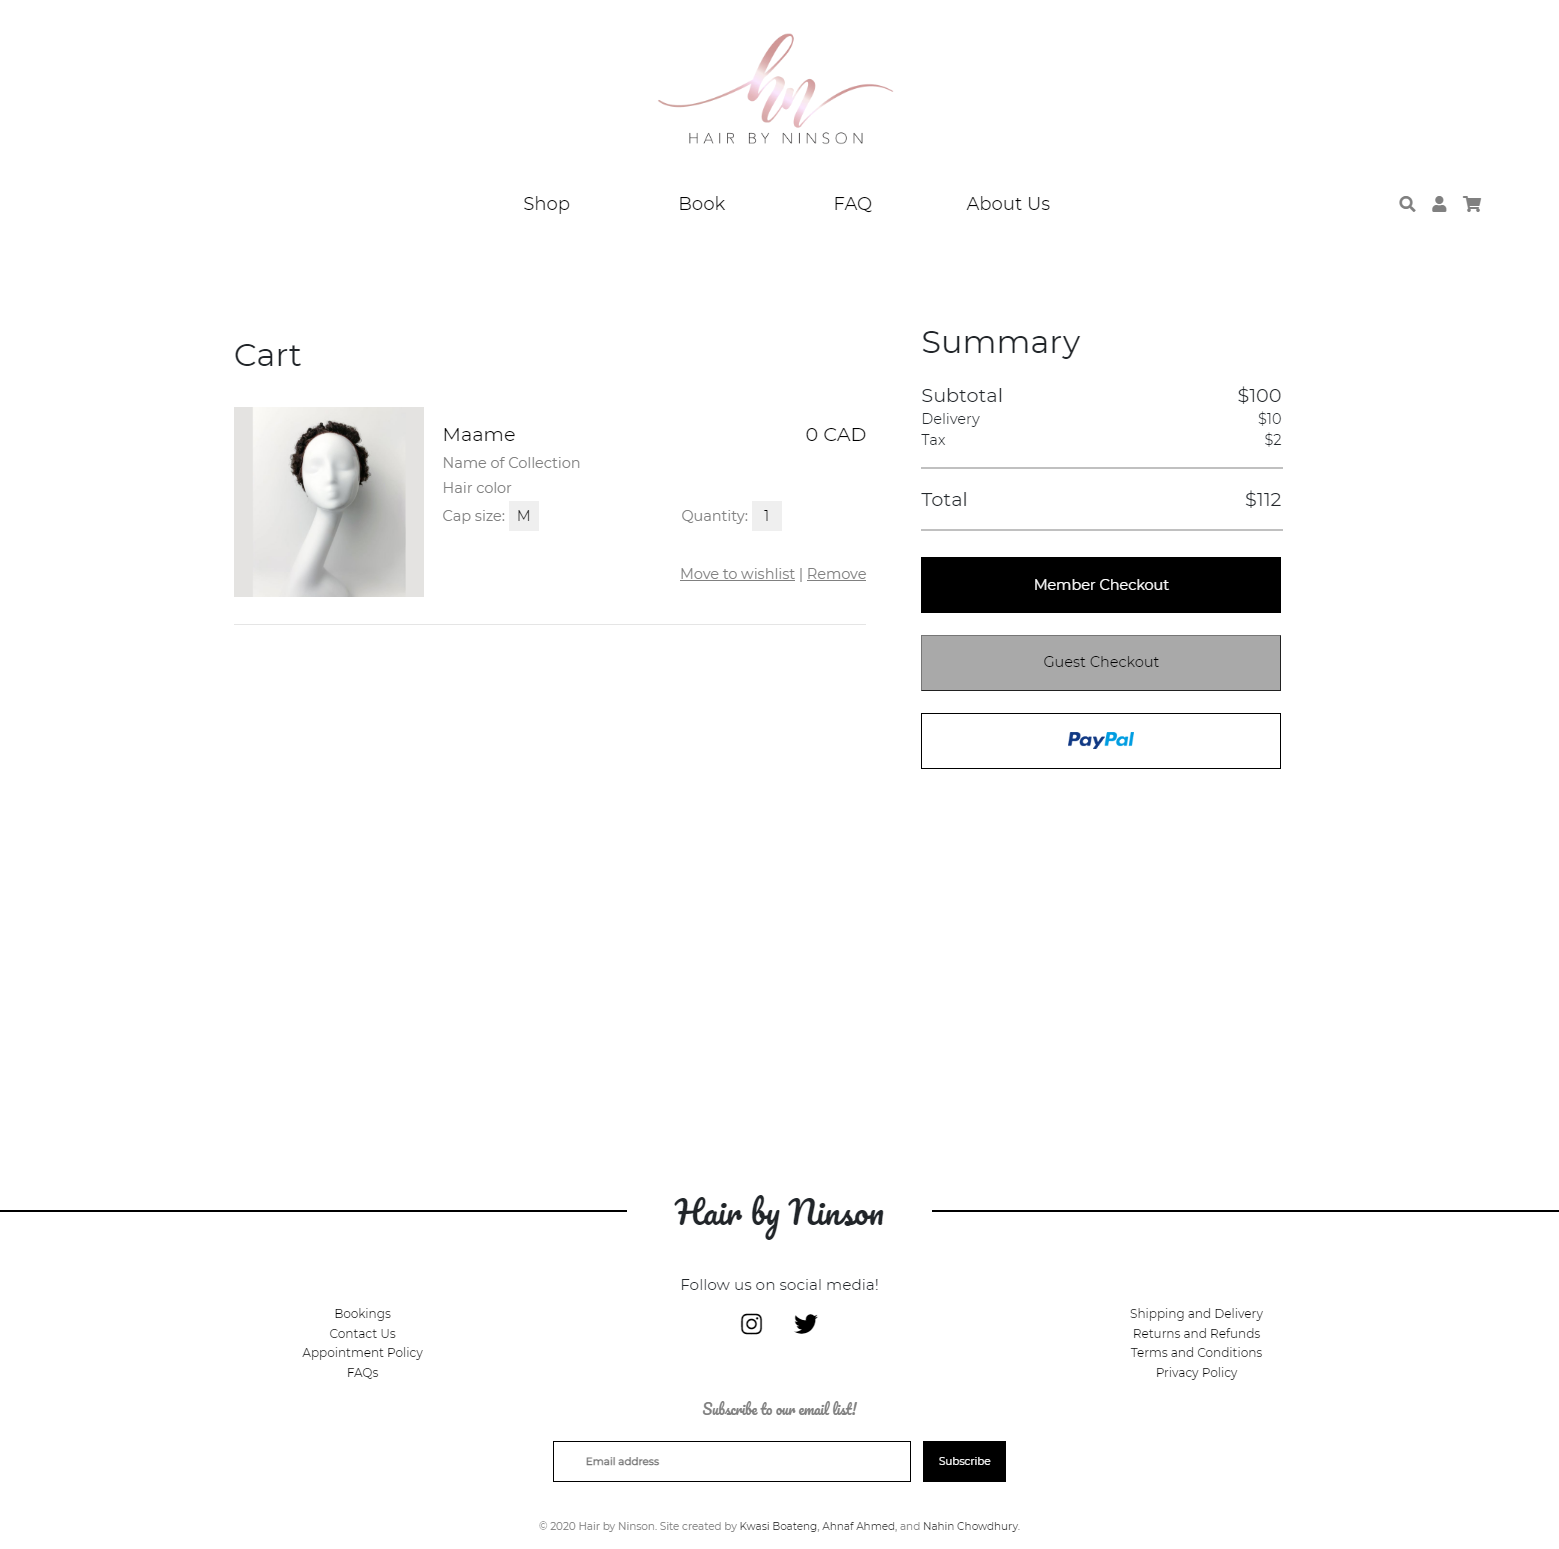 hn
HAIR BY NINSON
Shop Book FAQ About Us
Cart
Maame 0 CAD
Name of Collection
Hair color
Cap size: M Quantity: 1
Move to wishlist | Remove
Summary
Subtotal $100
Delivery $10
Tax $2
Total $112
Member Checkout
Guest Checkout
PayPal
Hair by Ninson
Bookings
Contact Us
Appointment Policy
FAQs
Follow us on social media!
Shipping and Delivery
Returns and Refunds
Terms and Conditions
Privacy Policy
Subscribe to our email list!
Email address Subscribe
© 2020 Hair by Ninson. Site created by Kwasi Boateng, Ahnaf Ahmed, and Nahin Chowdhury.